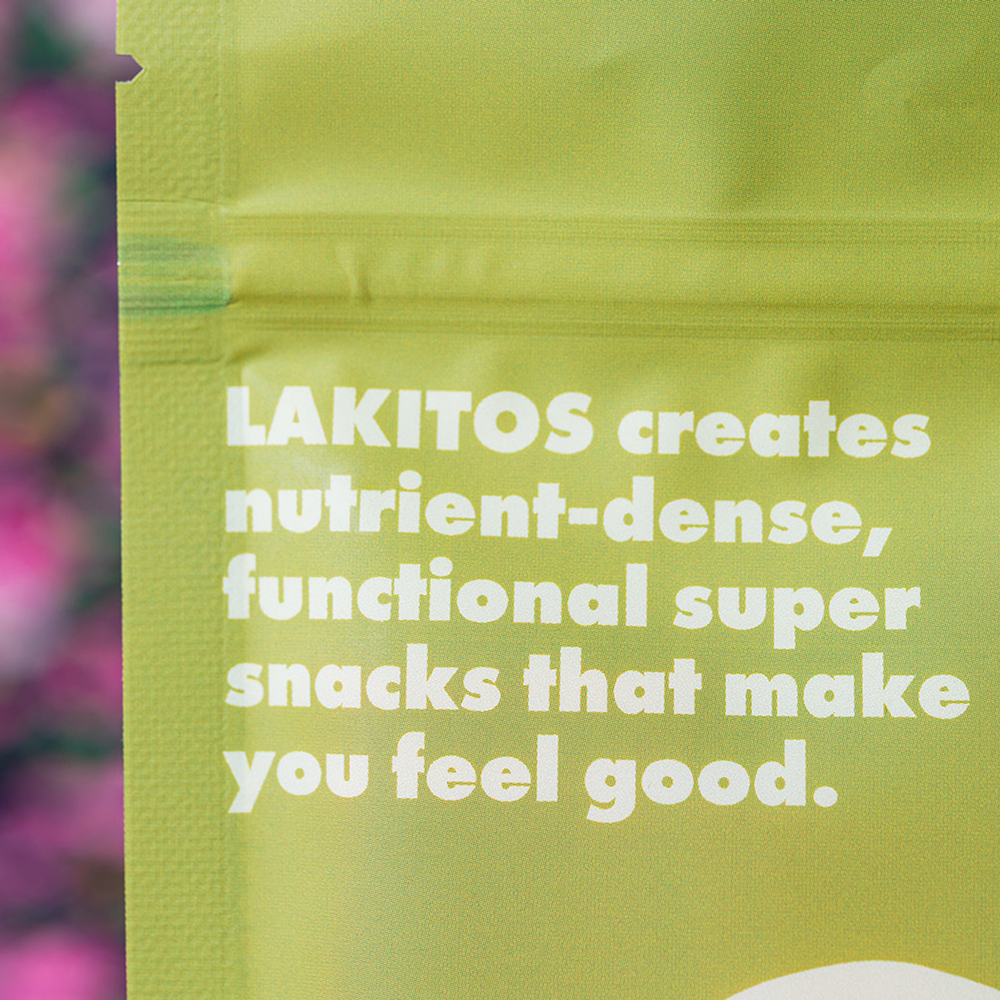 LAKITOS creates
nutrient-dense,
functional super
snacks that make
you feel good.